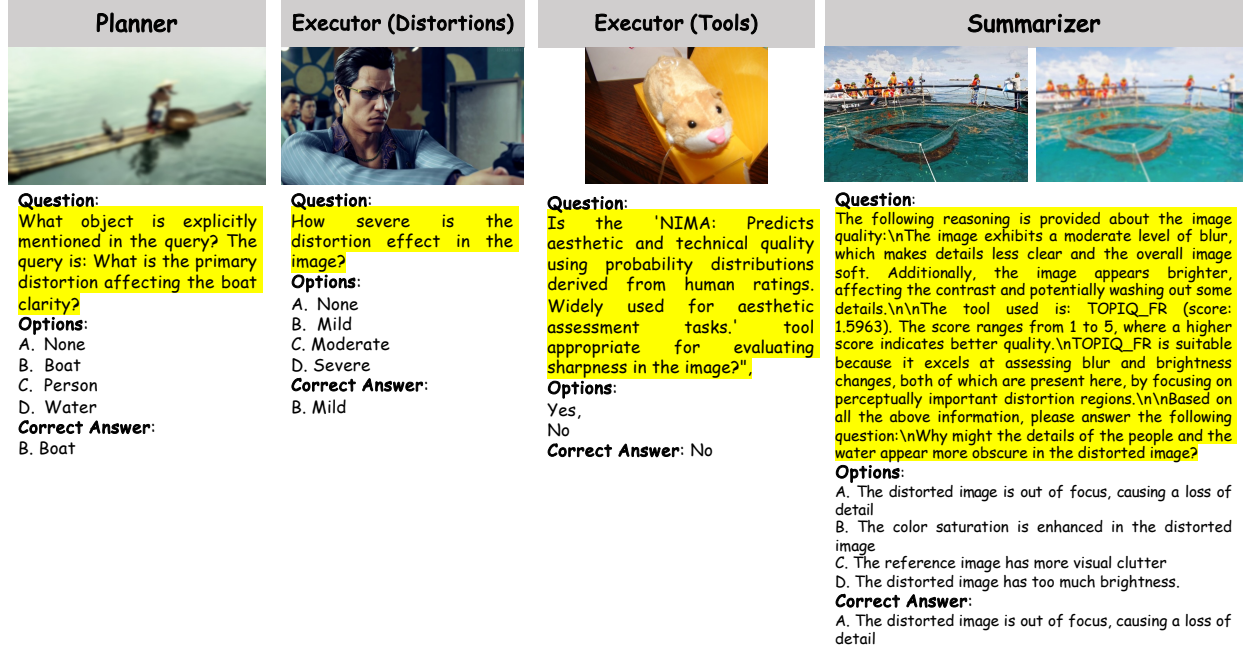 Planner
Question:
What object is explicitly
mentioned in the query? The
query is: What is the primary
distortion affecting the boat
clarity?
Options:
A. None
B. Boat
C. Person
D. Water
Correct Answer:
B. Boat
Executor (Distortions)
Question:
How severe is the
distortion effect in the
image?
Options:
A. None
B. Mild
C. Moderate
D. Severe
Correct Answer:
B. Mild
Executor (Tools)
Question:
Is the 'NIMA: Predicts
aesthetic and technical quality
using probability distributions
derived from human ratings.
Widely used for aesthetic
assessment tasks.' tool
appropriate for evaluating
sharpness in the image?",
Options:
Yes,
No
Correct Answer: No
Summarizer
Question:
The following reasoning is provided about the image
quality:\nThe image exhibits a moderate level of blur,
which makes details less clear and the overall image
soft. Additionally, the image appears brighter,
affecting the contrast and potentially washing out some
details.\n\nThe tool used is: TOPIQ_FR (score:
1.5963). The score ranges from 1 to 5, where a higher
score indicates better quality.\nTOPIQ_FR is suitable
because it excels at assessing blur and brightness
changes, both of which are present here, by focusing on
perceptually important distortion regions.\n\nBased on
all the above information, please answer the following
question:\nWhy might the details of the people and the
water appear more obscure in the distorted image?
Options:
A. The distorted image is out of focus, causing a loss of
detail
B. The color saturation is enhanced in the distorted
image
C. The reference image has more visual clutter
D. The distorted image has too much brightness.
Correct Answer:
A. The distorted image is out of focus, causing a loss of
detail